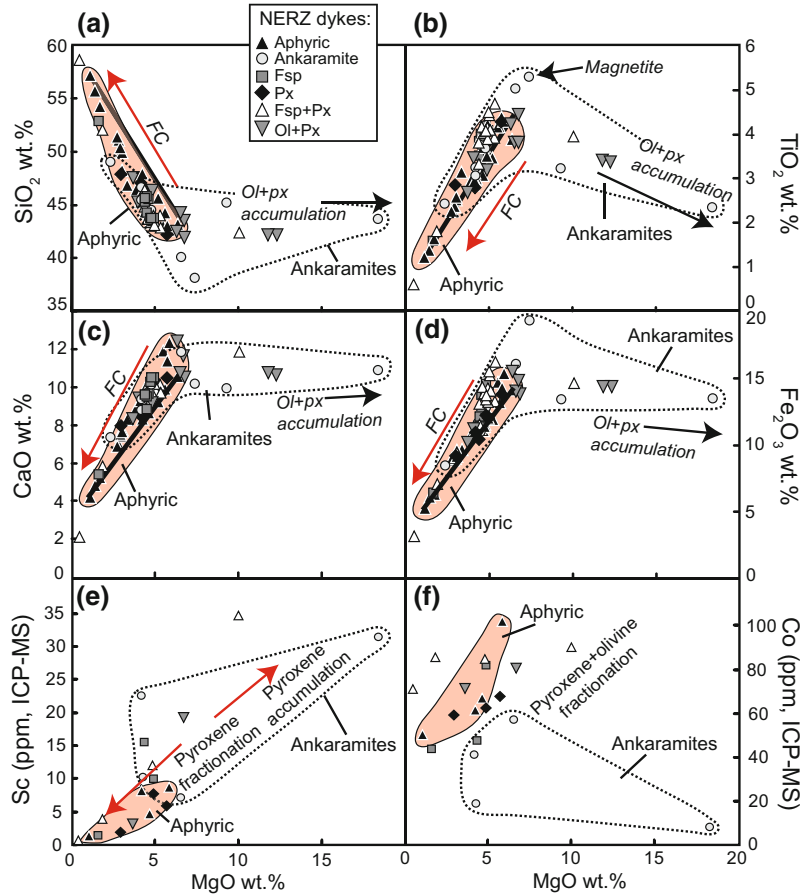 (a)
NERZ dykes:
Aphyric
Ankaramite
Fsp
Px
Fsp+Px
Ol+Px
60
55
50
45
40
35
SiO2 wt.%
FC
Ol+px
accumulation
Aphyric
Ankaramites
(b)
Magnetite
6
5
4
3
2
1
0
TiO2 wt.%
Ol+px
accumulation
FC
Ankaramites
Aphyric
(c)
12
10
8
6
4
2
0
CaO wt.%
FC
Ankaramites
Ol+px
accumulation
Aphyric
(d)
20
15
10
5
0
Fe2O3 wt.%
Ankaramites
FC
Ol+px
accumulation
Aphyric
(e)
35
30
25
20
15
10
5
0
Sc (ppm, ICP-MS)
Pyroxene
accumulation
Pyroxene
fractionation
Ankaramites
Aphyric
0
5
10
15
MgO wt.%
(f)
100
80
60
40
20
0
Co (ppm, ICP-MS)
Aphyric
Pyroxene+olivine
fractionation
Ankaramites
0
5
10
15
20
MgO wt.%